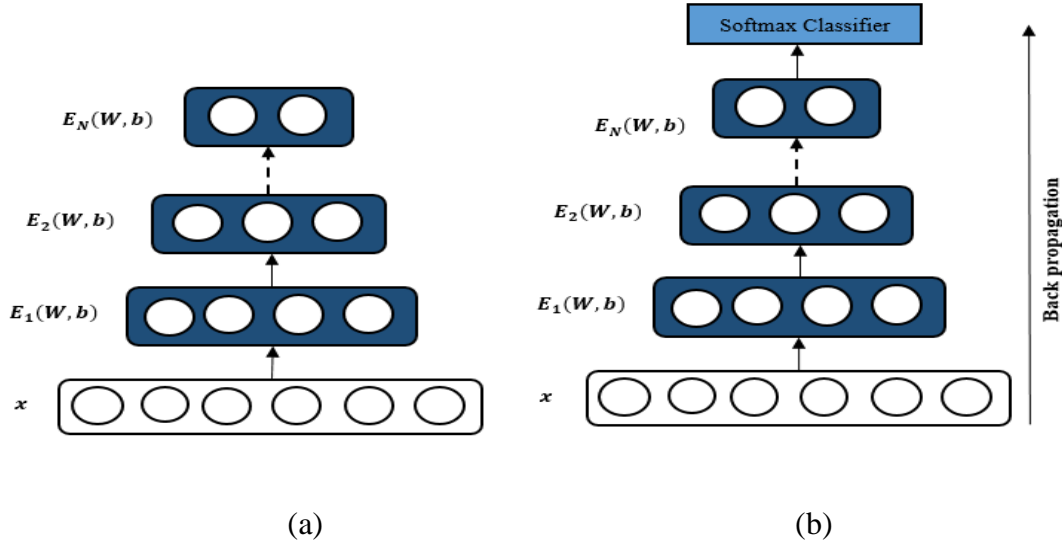 E_N(W, b)
E_2(W, b)
E_1(W, b)
x
(a)
Softmax Classifier
E_N(W, b)
E_2(W, b)
E_1(W, b)
x
Back propagation
(b)